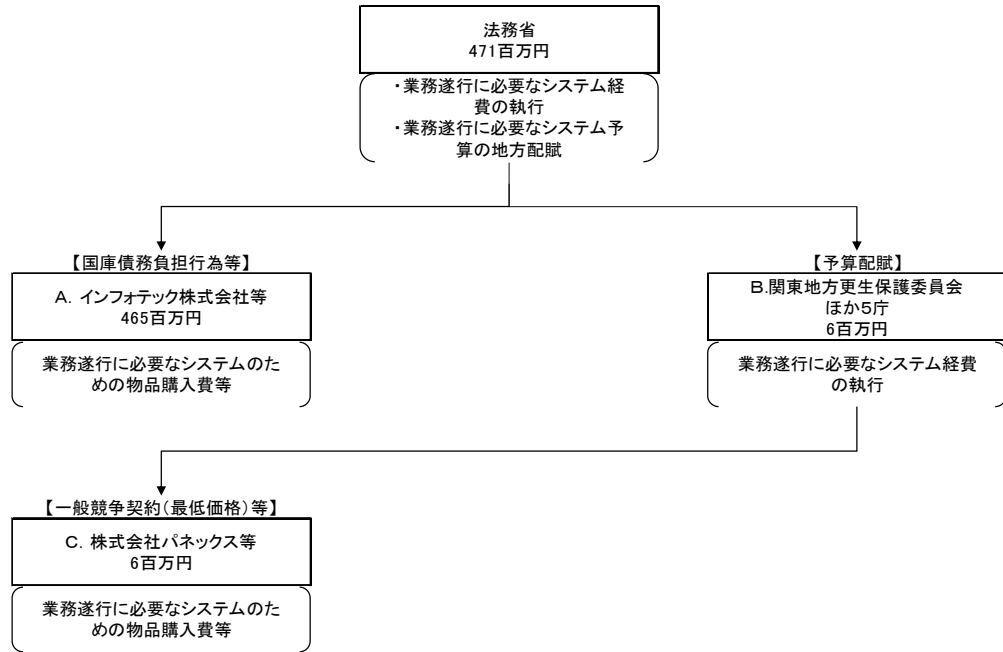 法務省
471百万円
・業務遂行に必要なシステム経
費の執行
・業務遂行に必要なシステム予
算の地方配賦
【国庫債務負担行為等】
A．インフォテック株式会社等
465百万円
業務遂行に必要なシステムのた
めの物品購入費等
【予算配賦】
B.関東地方更生保護委員会
ほか５庁
6百万円
業務遂行に必要なシステム経費
の執行
【一般競争契約（最低価格）等】
C．株式会社パネックス等
6百万円
業務遂行に必要なシステムのた
めの物品購入費等